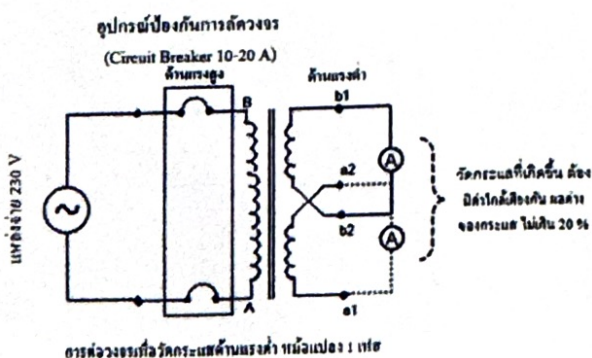 อุปกรณ์ป้องกันการลัดวงจร
(Circuit Breaker 10-20 A)
ด้านแรงสูง
ด้านแรงต่ำ
B
b1
A
a2
b2
A
A
a1
แหล่งจ่าย 230 V
วัดกระแสที่เกิดขึ้น ต้อง
มีค่าใกล้เคียงกัน ผลต่าง
ของกระแส ไม่เกิน 20 %
การต่อวงจรเพื่อวัดกระแสด้านแรงต่ำ หม้อแปลง 1 เฟส